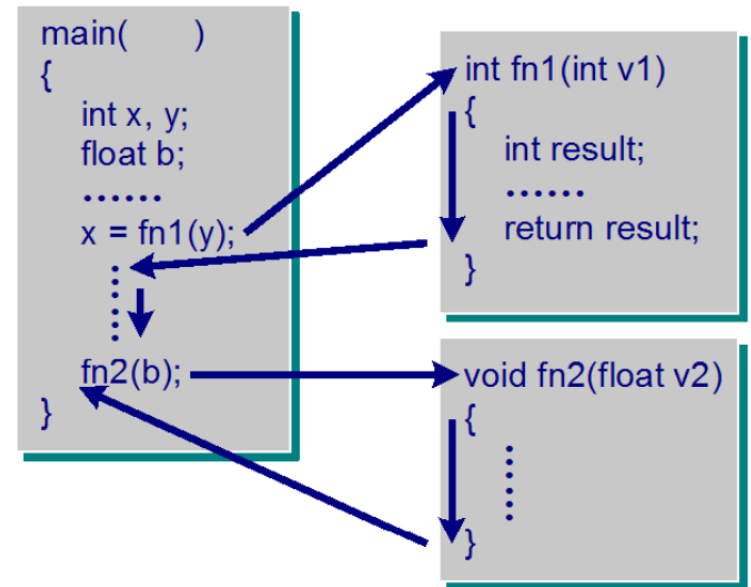 main(      )
{
int x, y;
float b;
......
x = fn1(y);
fn2(b);
}
int fn1(int v1)
{
int result;
......
return result;
}
void fn2(float v2)
{
}